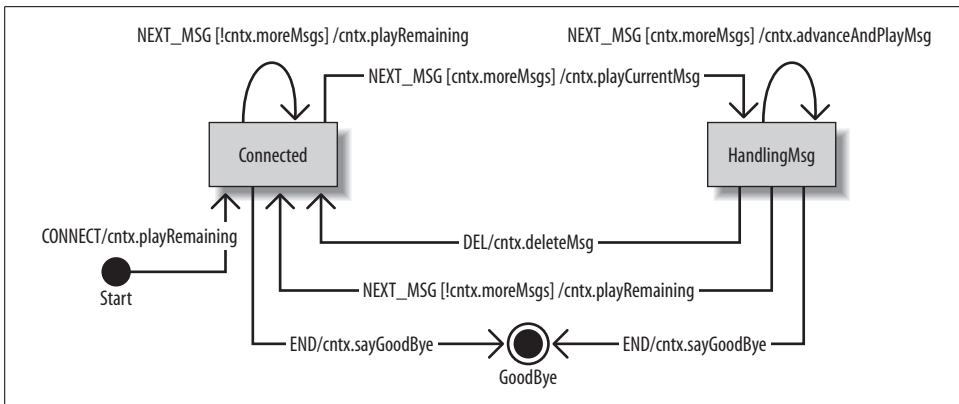 NEXT_MSG [!cntx.moreMsgs] /cntx.playRemaining
NEXT_MSG [cntx.moreMsgs] /cntx.advanceAndPlayMsg
NEXT_MSG [cntx.moreMsgs] /cntx.playCurrentMsg
Connected
HandlingMsg
CONNECT/cntx.playRemaining
DEL/cntx.deleteMsg
Start
NEXT_MSG [!cntx.moreMsgs] /cntx.playRemaining
END/cntx.sayGoodBye
END/cntx.sayGoodBye
GoodBye